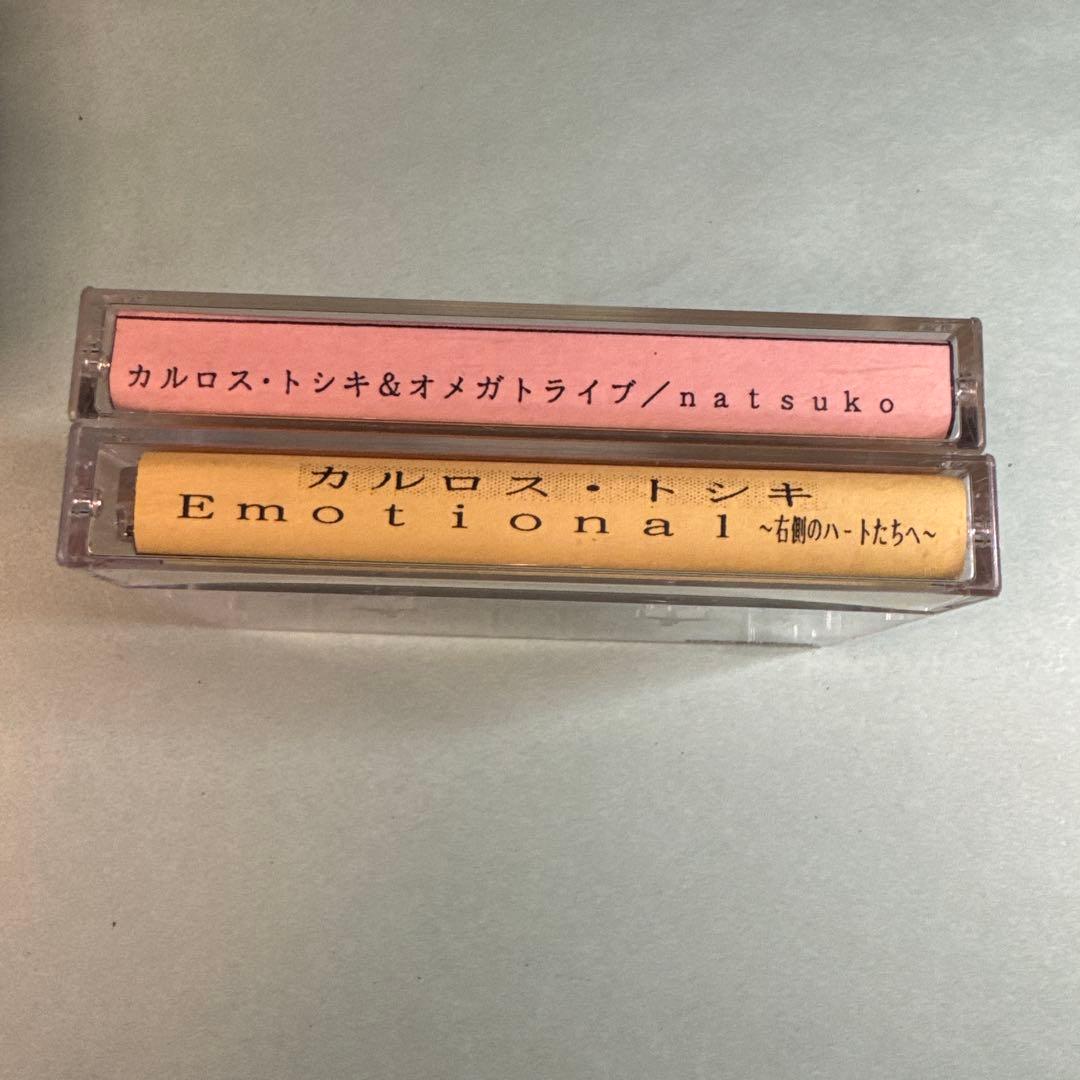 カルロス・トシキ&オメガトライブ/natsuko
カルロス・トシキ
Emotional ~右側のハートたちへ~